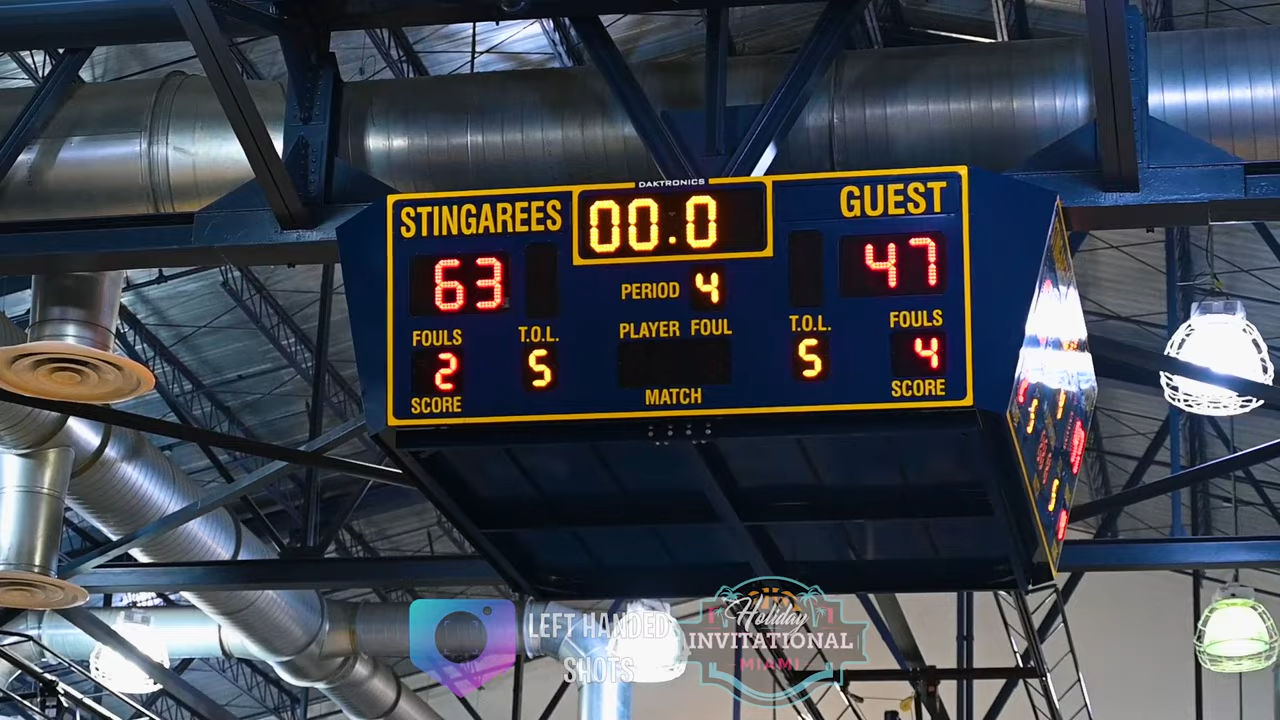 DAKTRONICS
STINGAREES 00.0 GUEST
63 PERIOD 4 47
FOULS T.O.L. PLAYER FOUL T.O.L. FOULS
2 5 5 4
SCORE MATCH SCORE
LEFT HANDED
SHOTS
Holiday
INVITATIONAL
MIAMI